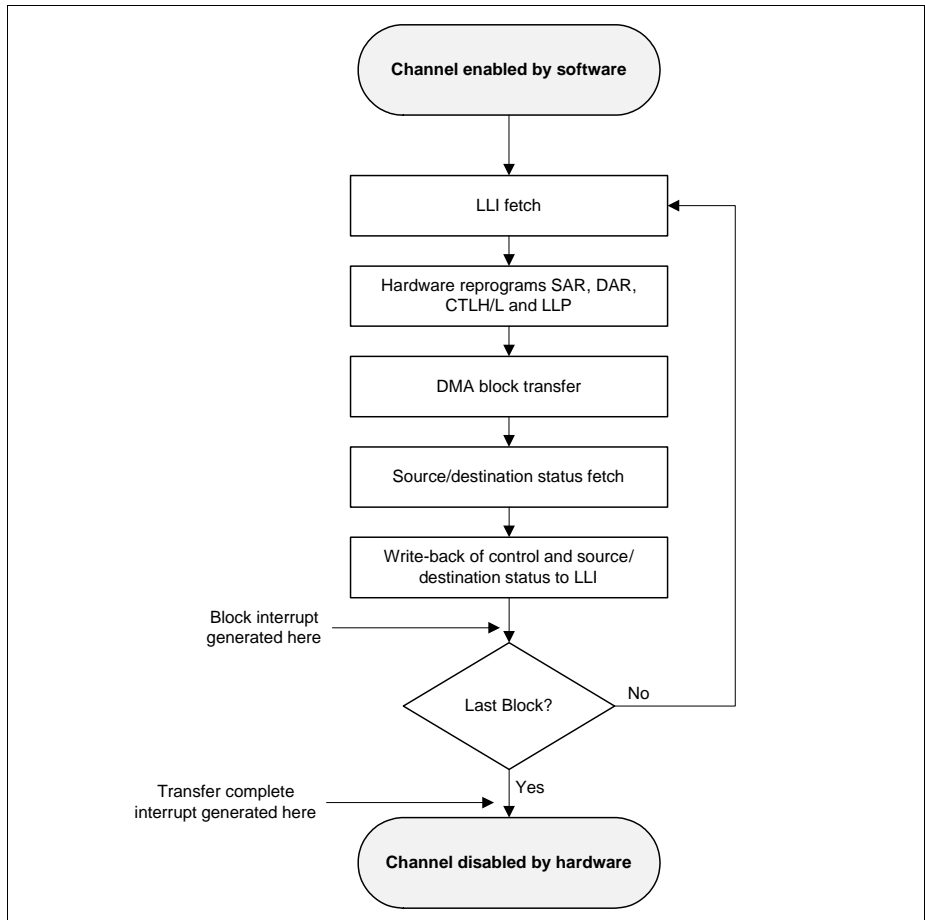 Channel enabled by software
LLI fetch
Hardware reprograms SAR, DAR,
CTLH/L and LLP
DMA block transfer
Source/destination status fetch
Write-back of control and source/
destination status to LLI
Block interrupt
generated here
Last Block?
No
Yes
Transfer complete
interrupt generated here
Channel disabled by hardware